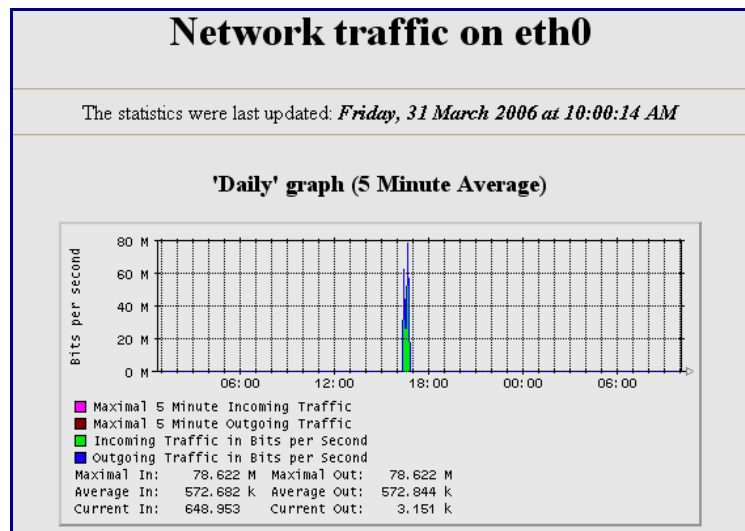 Network traffic on eth0
The statistics were last updated: Friday, 31 March 2006 at 10:00:14 AM
'Daily' graph (5 Minute Average)
Bits per second
80 M
60 M
40 M
20 M
0 M
06:00 12:00 18:00 00:00 06:00
Maximal 5 Minute Incoming Traffic
Maximal 5 Minute Outgoing Traffic
Incoming Traffic in Bits per Second
Outgoing Traffic in Bits per Second
Maximal In: 78.622 M Maximal Out: 78.622 M
Average In: 572.682 k Average Out: 572.844 k
Current In: 648.953 Current Out: 3.151 k